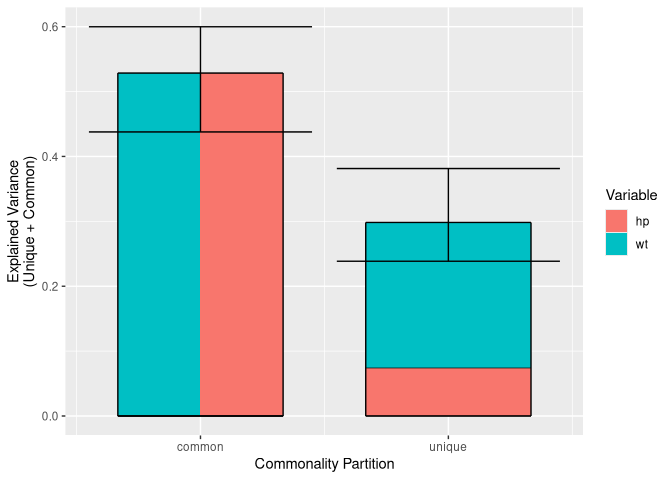 0.6
0.4
0.2
0.0
Explained Variance
(Unique + Common)
common
unique
Commonality Partition
Variable
hp
wt